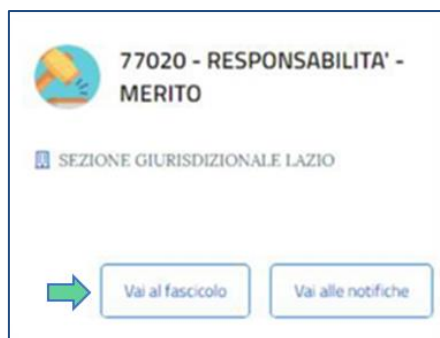 77020 - RESPONSABILITA' -
MERITO
SEZIONE GIURISDIZIONALE LAZIO
Vai al fascicolo
Vai alle notifiche